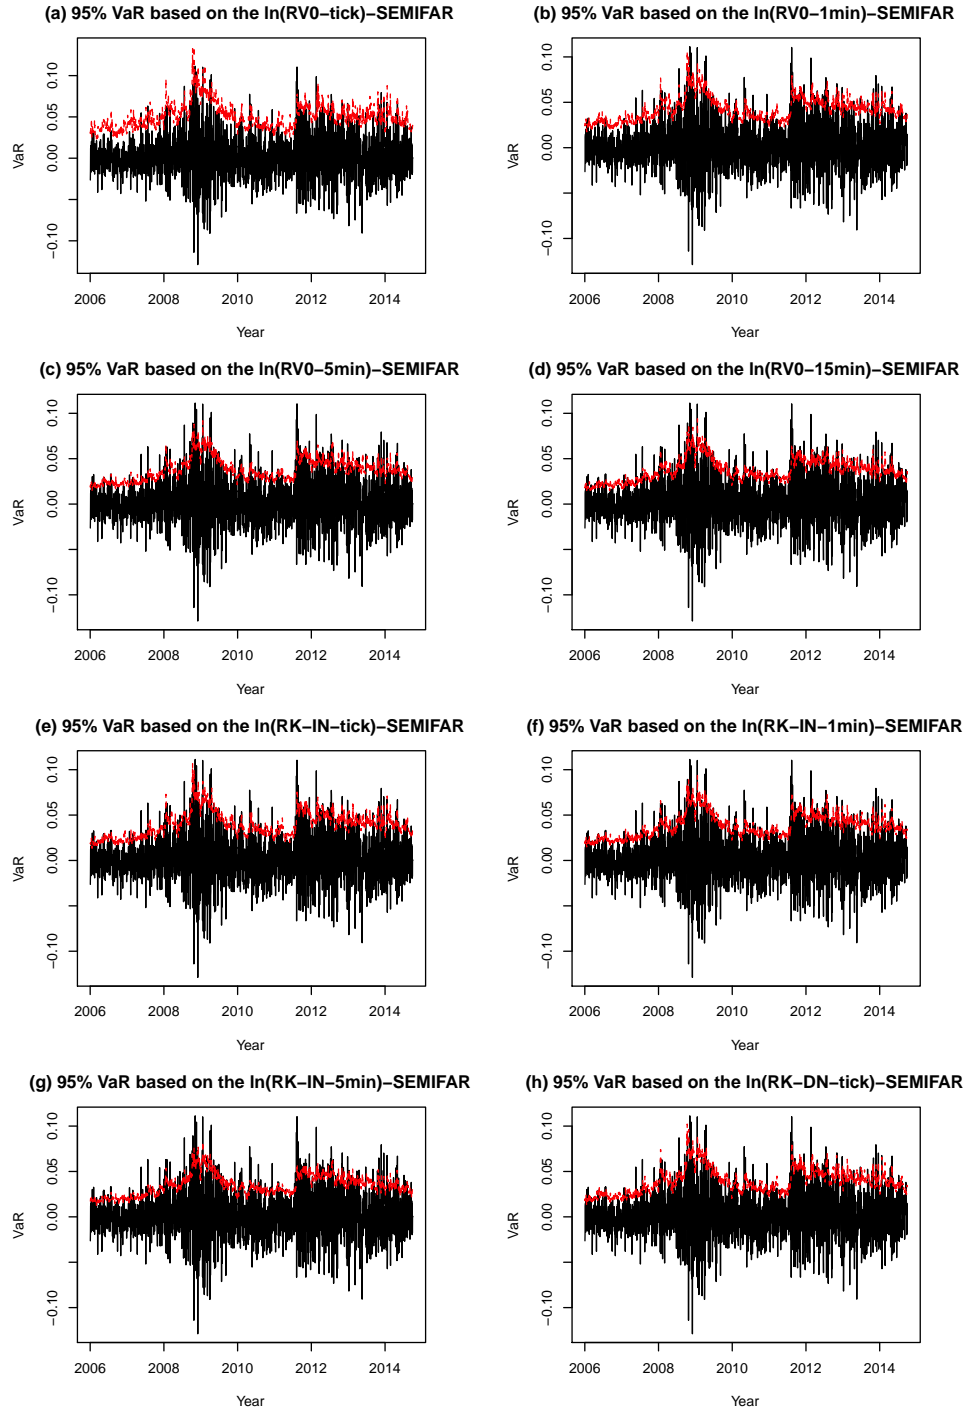 (a) 95% VaR based on the ln(RV0−tick)−SEMIFAR
VaR
0.10
0.05
0.00
−0.10
2006 2008 2010 2012 2014
Year
(b) 95% VaR based on the ln(RV0−1min)−SEMIFAR
VaR
0.10
0.05
0.00
−0.10
2006 2008 2010 2012 2014
Year
(c) 95% VaR based on the ln(RV0−5min)−SEMIFAR
VaR
0.10
0.05
0.00
−0.10
2006 2008 2010 2012 2014
Year
(d) 95% VaR based on the ln(RV0−15min)−SEMIFAR
VaR
0.10
0.05
0.00
−0.10
2006 2008 2010 2012 2014
Year
(e) 95% VaR based on the ln(RK−IN−tick)−SEMIFAR
VaR
0.10
0.05
0.00
−0.10
2006 2008 2010 2012 2014
Year
(f) 95% VaR based on the ln(RK−IN−1min)−SEMIFAR
VaR
0.10
0.05
0.00
−0.10
2006 2008 2010 2012 2014
Year
(g) 95% VaR based on the ln(RK−IN−5min)−SEMIFAR
VaR
0.10
0.05
0.00
−0.10
2006 2008 2010 2012 2014
Year
(h) 95% VaR based on the ln(RK−DN−tick)−SEMIFAR
VaR
0.10
0.05
0.00
−0.10
2006 2008 2010 2012 2014
Year